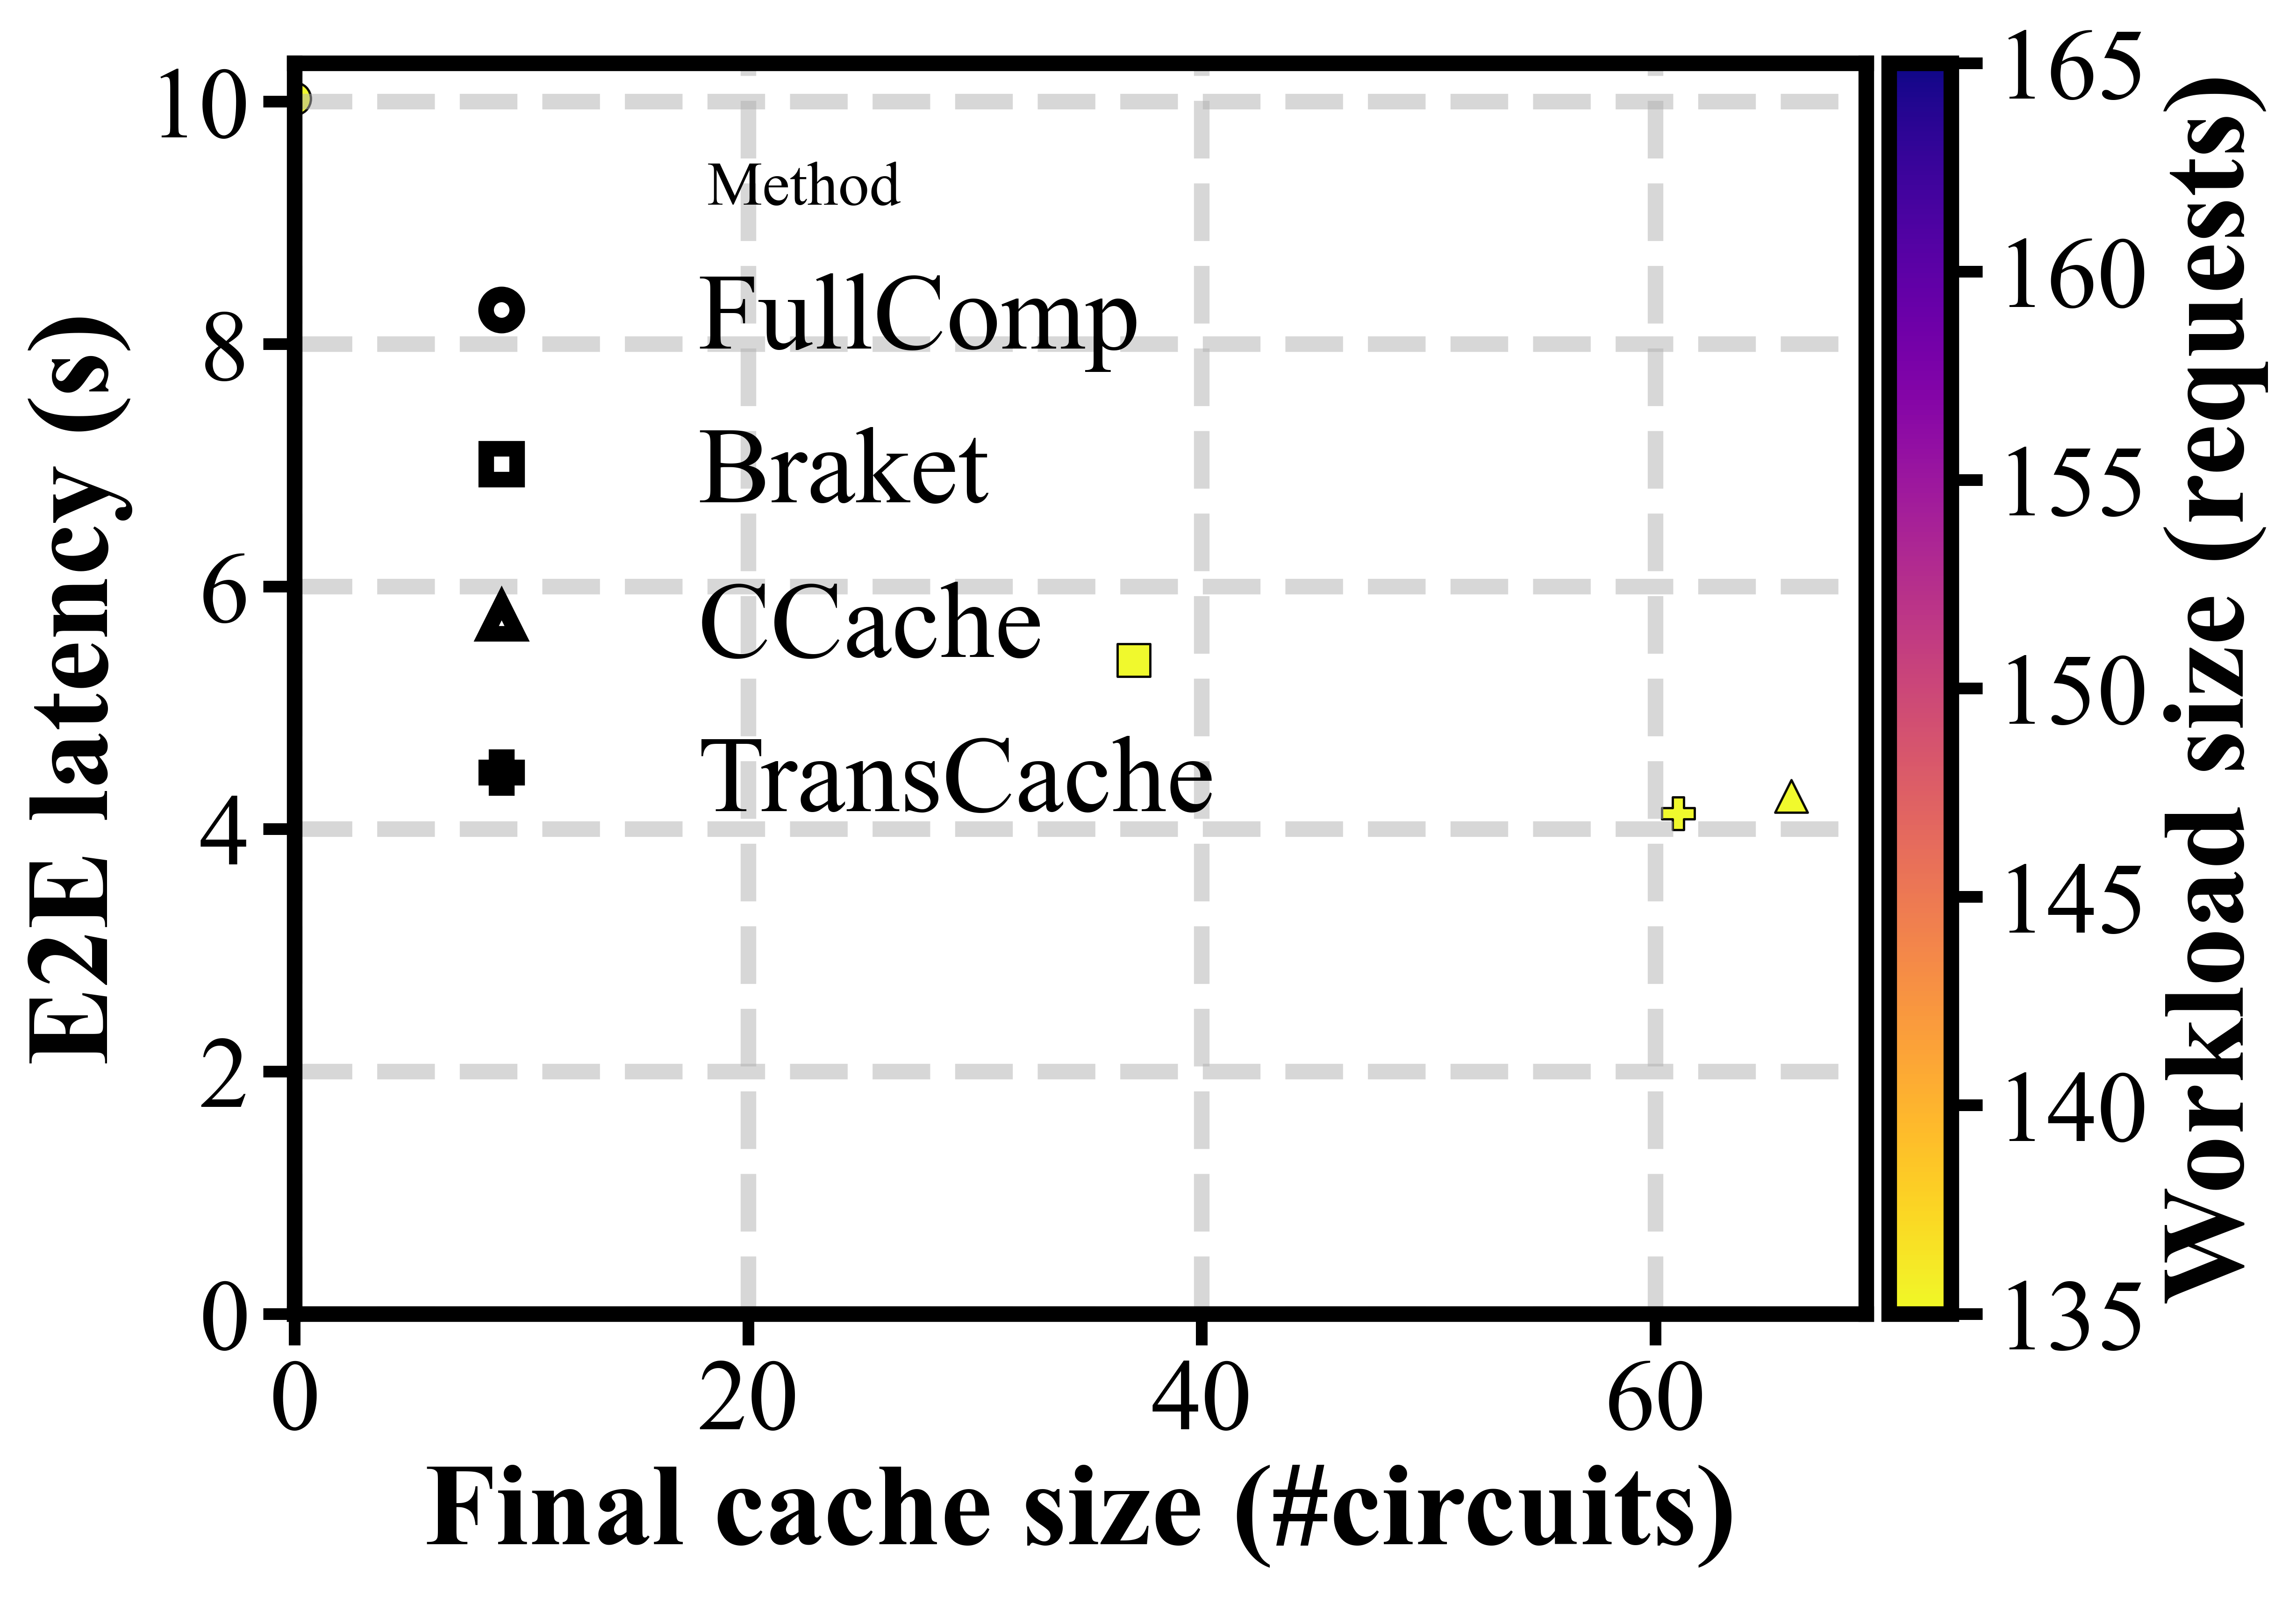 E2E latency (s)
10
8
6
4
2
0
Method
FullComp
Braket
CCache
TransCache
0 20 40 60
Final cache size (#circuits)
165
160
155
150
145
140
135
Workload size (requests)